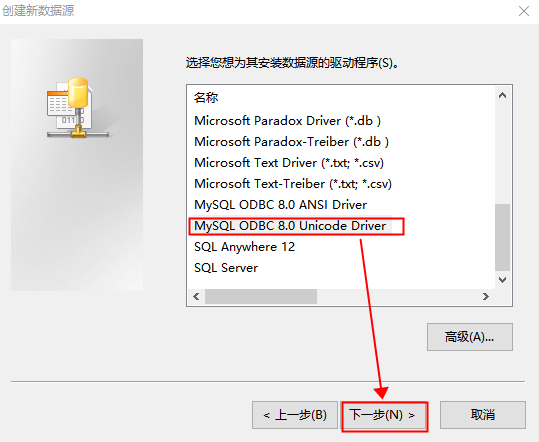 创建新数据源
选择您想为其安装数据源的驱动程序(S)。
名称
Microsoft Paradox Driver (*.db )
Microsoft Paradox-Treiber (*.db )
Microsoft Text Driver (*.txt; *.csv)
Microsoft Text-Treiber (*.txt; *.csv)
MySQL ODBC 8.0 ANSI Driver
MySQL ODBC 8.0 Unicode Driver
SQL Anywhere 12
SQL Server
高级(A)...
< 上一步(B)
下一步(N) >
取消